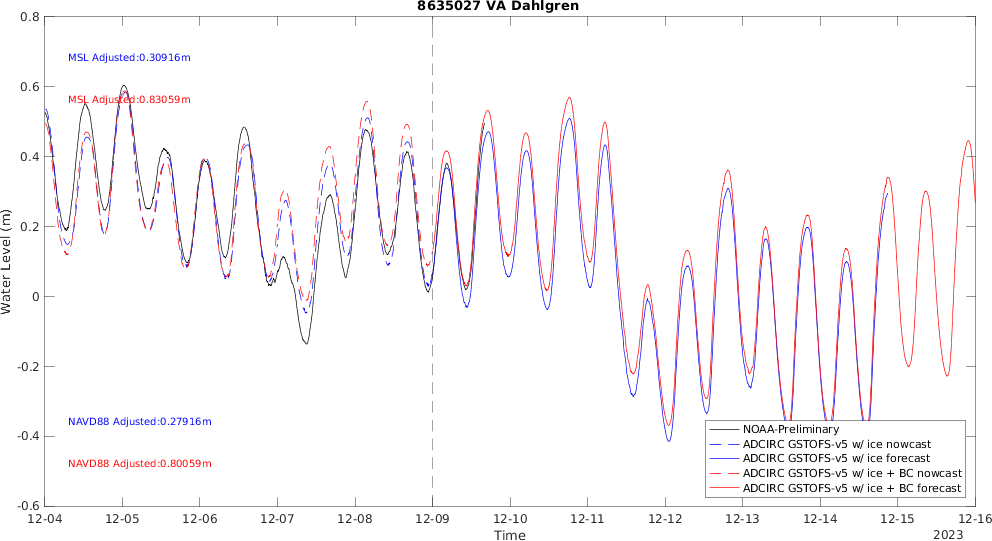 8635027 VA Dahlgren
0.8
MSL Adjusted:0.30916m
0.6
MSL Adjusted:0.83059m
0.4
0.2
Water Level (m)
0
-0.2
NAVD88 Adjusted:0.27916m
NOAA-Preliminary
-0.4
ADCIRC GSTOFS-v5 w/ ice nowcast
ADCIRC GSTOFS-v5 w/ ice forecast
NAVD88 Adjusted:0.80059m
ADCIRC GSTOFS-v5 w/ ice + BC nowcast
ADCIRC GSTOFS-v5 w/ ice + BC forecast
-0.6
12-04 12-05 12-06 12-07 12-08 12-09 12-10 12-11 12-12 12-13 12-14 12-15 12-16
Time
2023